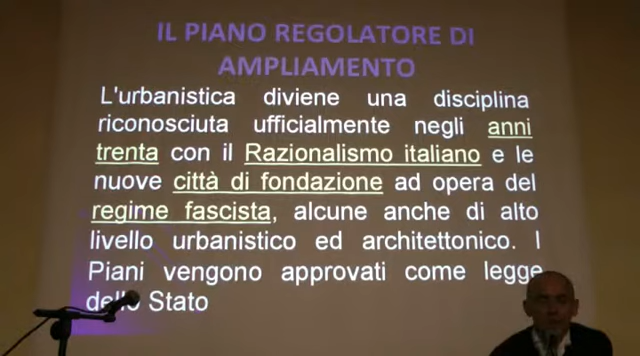 IL PIANO REGOLATORE DI
AMPLIAMENTO
L'urbanistica diviene una disciplina
riconosciuta ufficialmente negli anni
trenta con il Razionalismo italiano e le
nuove città di fondazione ad opera del
regime fascista, alcune anche di alto
livello urbanistico ed architettonico. I
Piani vengono approvati come legge
dello Stato